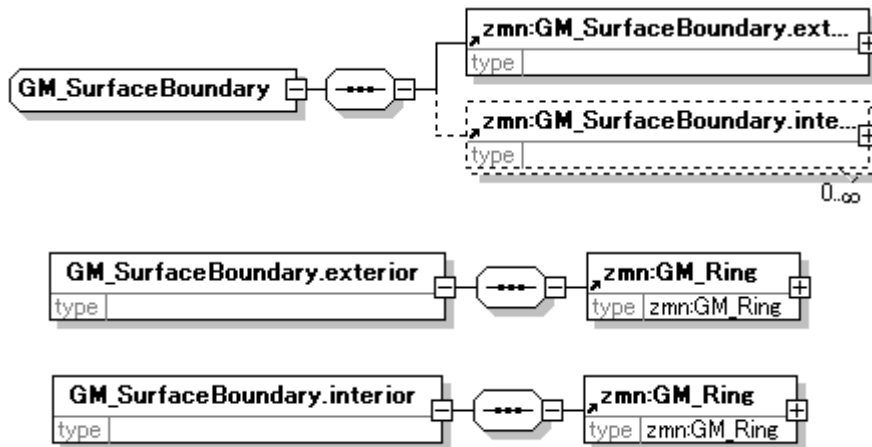 zmn:GM_SurfaceBoundary.ext...
type
GM_SurfaceBoundary
zmn:GM_SurfaceBoundary.inte...
type
0..∞
GM_SurfaceBoundary.exterior
type
zmn:GM_Ring
type zmn:GM_Ring
GM_SurfaceBoundary.interior
type
zmn:GM_Ring
type zmn:GM_Ring